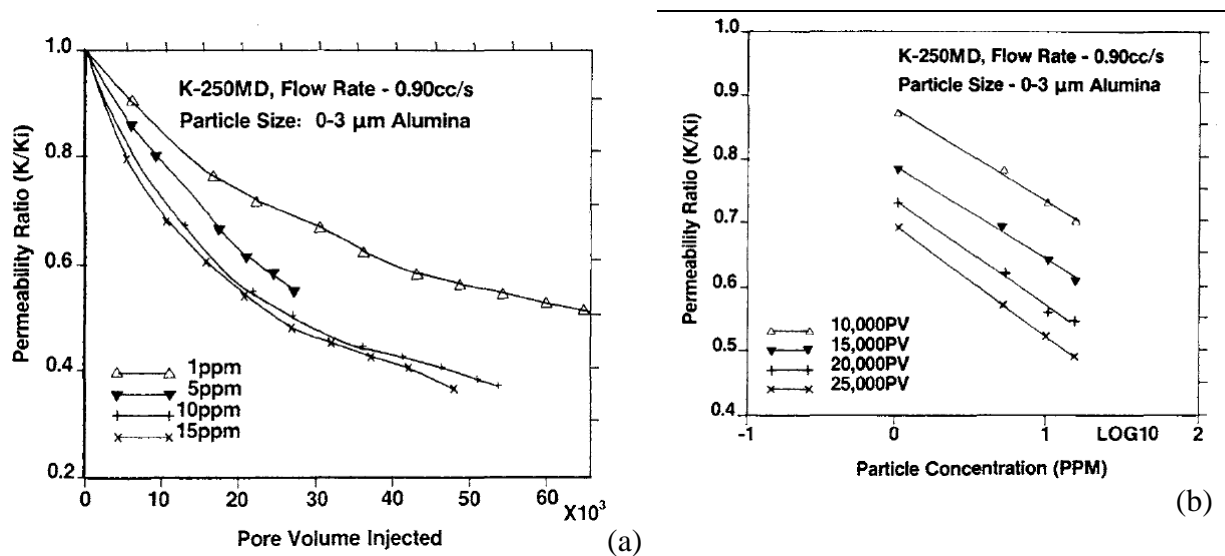 1.0
0.8
0.6
0.4
0.2
Permeability Ratio (K/Ki)
K-250MD, Flow Rate - 0.90cc/s
Particle Size: 0-3 µm Alumina
1ppm
5ppm
10ppm
15ppm
0 10 20 30 40 50 60
X10³
Pore Volume Injected
(a)
1.0
0.9
0.8
0.7
0.6
0.5
0.4
Permeability Ratio (K/Ki)
K-250MD, Flow Rate - 0.90cc/s
Particle Size - 0-3 µm Alumina
10,000PV
15,000PV
20,000PV
25,000PV
-1 0 1 LOG10 2
Particle Concentration (PPM)
(b)